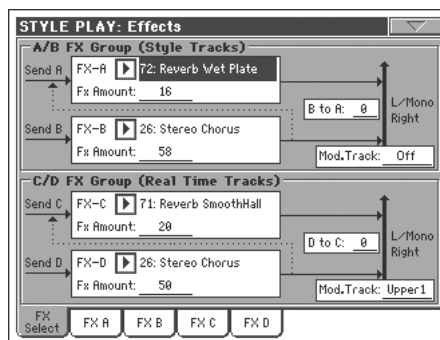 STYLE PLAY: Effects
A/B FX Group (Style Tracks)
Send A FX-A 72: Reverb Wet Plate
Fx Amount: 16
B to A: 0 L/Mono
Right
Send B FX-B 26: Stereo Chorus
Fx Amount: 58
Mod.Track: Off
C/D FX Group (Real Time Tracks)
Send C FX-C 71: Reverb SmoothHall
Fx Amount: 20
D to C: 0 L/Mono
Right
Send D FX-D 26: Stereo Chorus
Fx Amount: 50
Mod.Track: Upper1
FX
Select FX A FX B FX C FX D